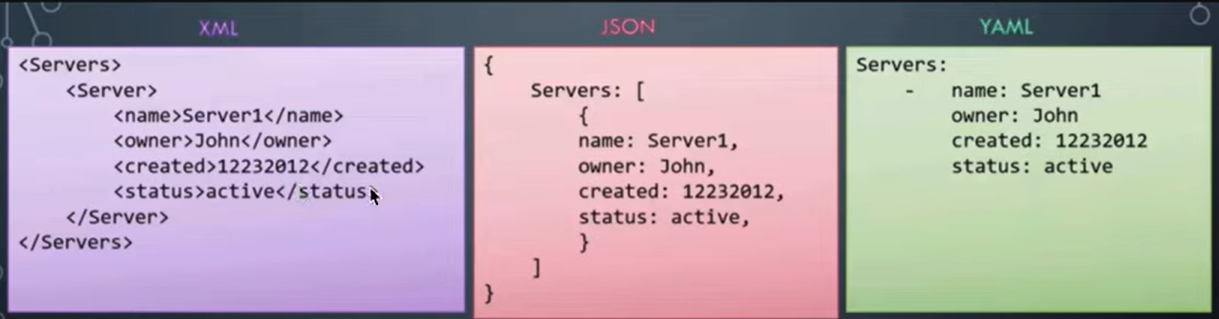 XML
<Servers>
<Server>
<name>Server1</name>
<owner>John</owner>
<created>12232012</created>
<status>active</status
</Server>
</Servers>
JSON
{
Servers: [
{
name: Server1,
owner: John,
created: 12232012,
status: active,
}
]
}
YAML
Servers:
- name: Server1
owner: John
created: 12232012
status: active